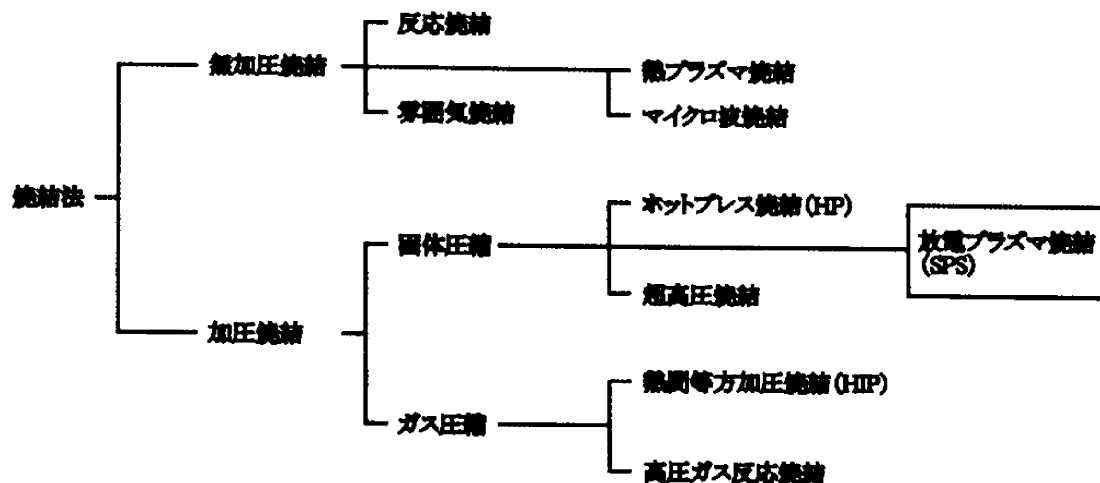 反応焼結
無加圧焼結
熱プラズマ焼結
雰囲気焼結
マイクロ波焼結
焼結法
ホットプレス焼結(HP)
固体圧縮
放電プラズマ焼結
(SPS)
超高圧焼結
加圧焼結
熱間等方加圧焼結(HIP)
ガス圧縮
高圧ガス反応焼結